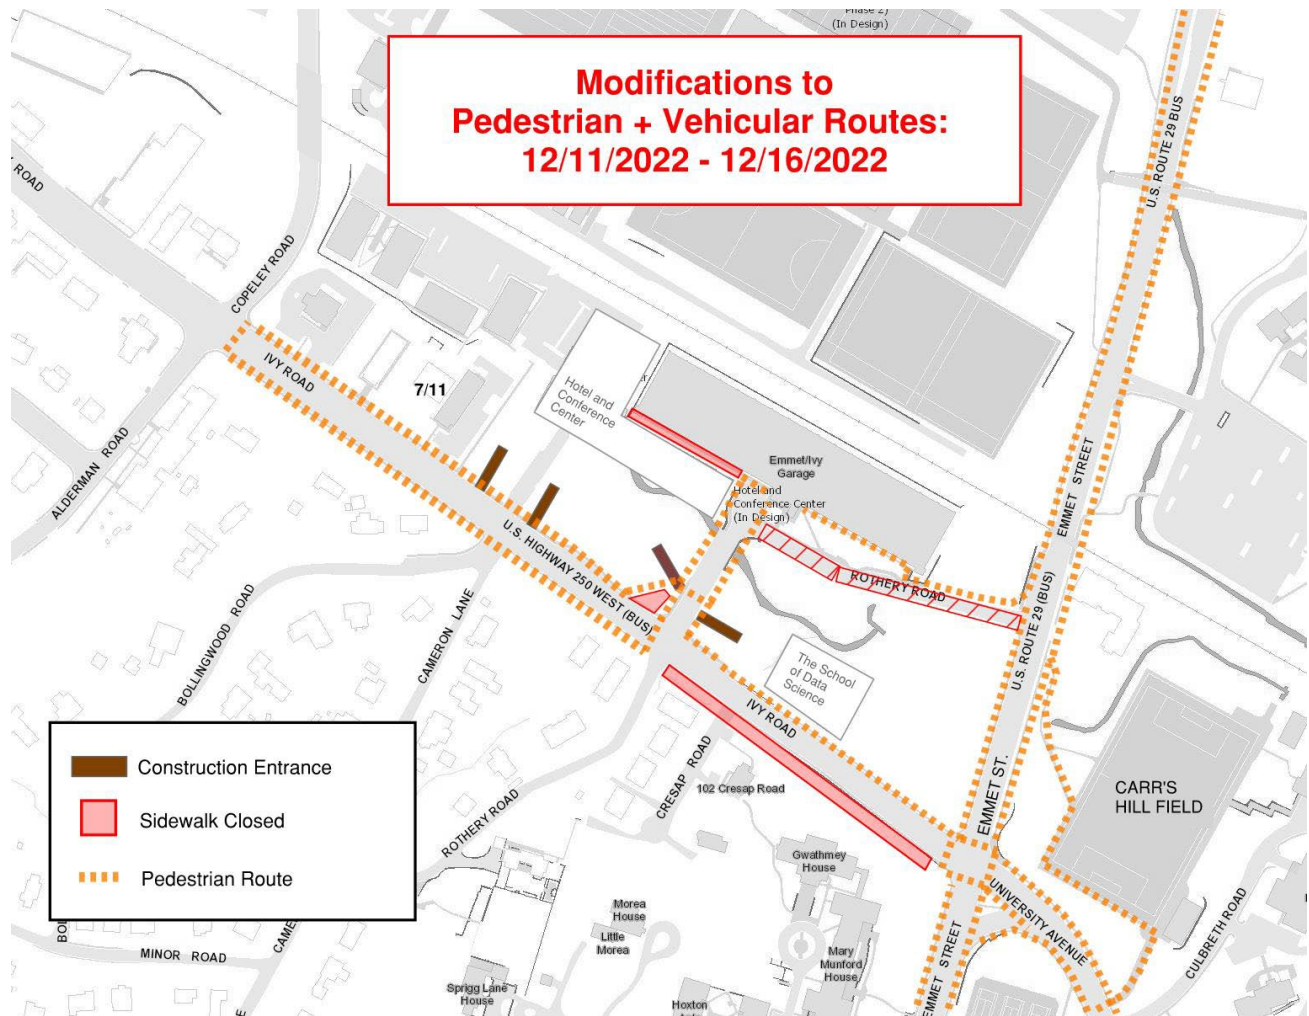 Phase 2)
(In Design)
Modifications to
Pedestrian + Vehicular Routes:
12/11/2022 - 12/16/2022
U.S. ROUTE 29 BUS
ROAD
COPELEY ROAD
IVY ROAD
7/11
Hotel and
Conference
Center
ALDERMAN ROAD
Emmet/Ivy
Garage
Hotel and
Conference Center
(In Design)
EMMET STREET
U.S. HIGHWAY 250 WEST (BUS)
ROTHERY ROAD
U.S. ROUTE 29 (BUS)
BOLLINGWOOD ROAD
CAMERON LANE
The School
of Data
Science
IVY ROAD
CRESAP ROAD
102 Cresap Road
EMMET ST.
CARR'S
HILL FIELD
Construction Entrance
Sidewalk Closed
Pedestrian Route
ROTHERY ROAD
Gwathmey
House
UNIVERSITY AVENUE
CULBRETH ROAD
Morea
House
Little
Morea
Mary
Munford
House
EMMET STREET
MINOR ROAD
Sprigg Lane
House
Hoxton